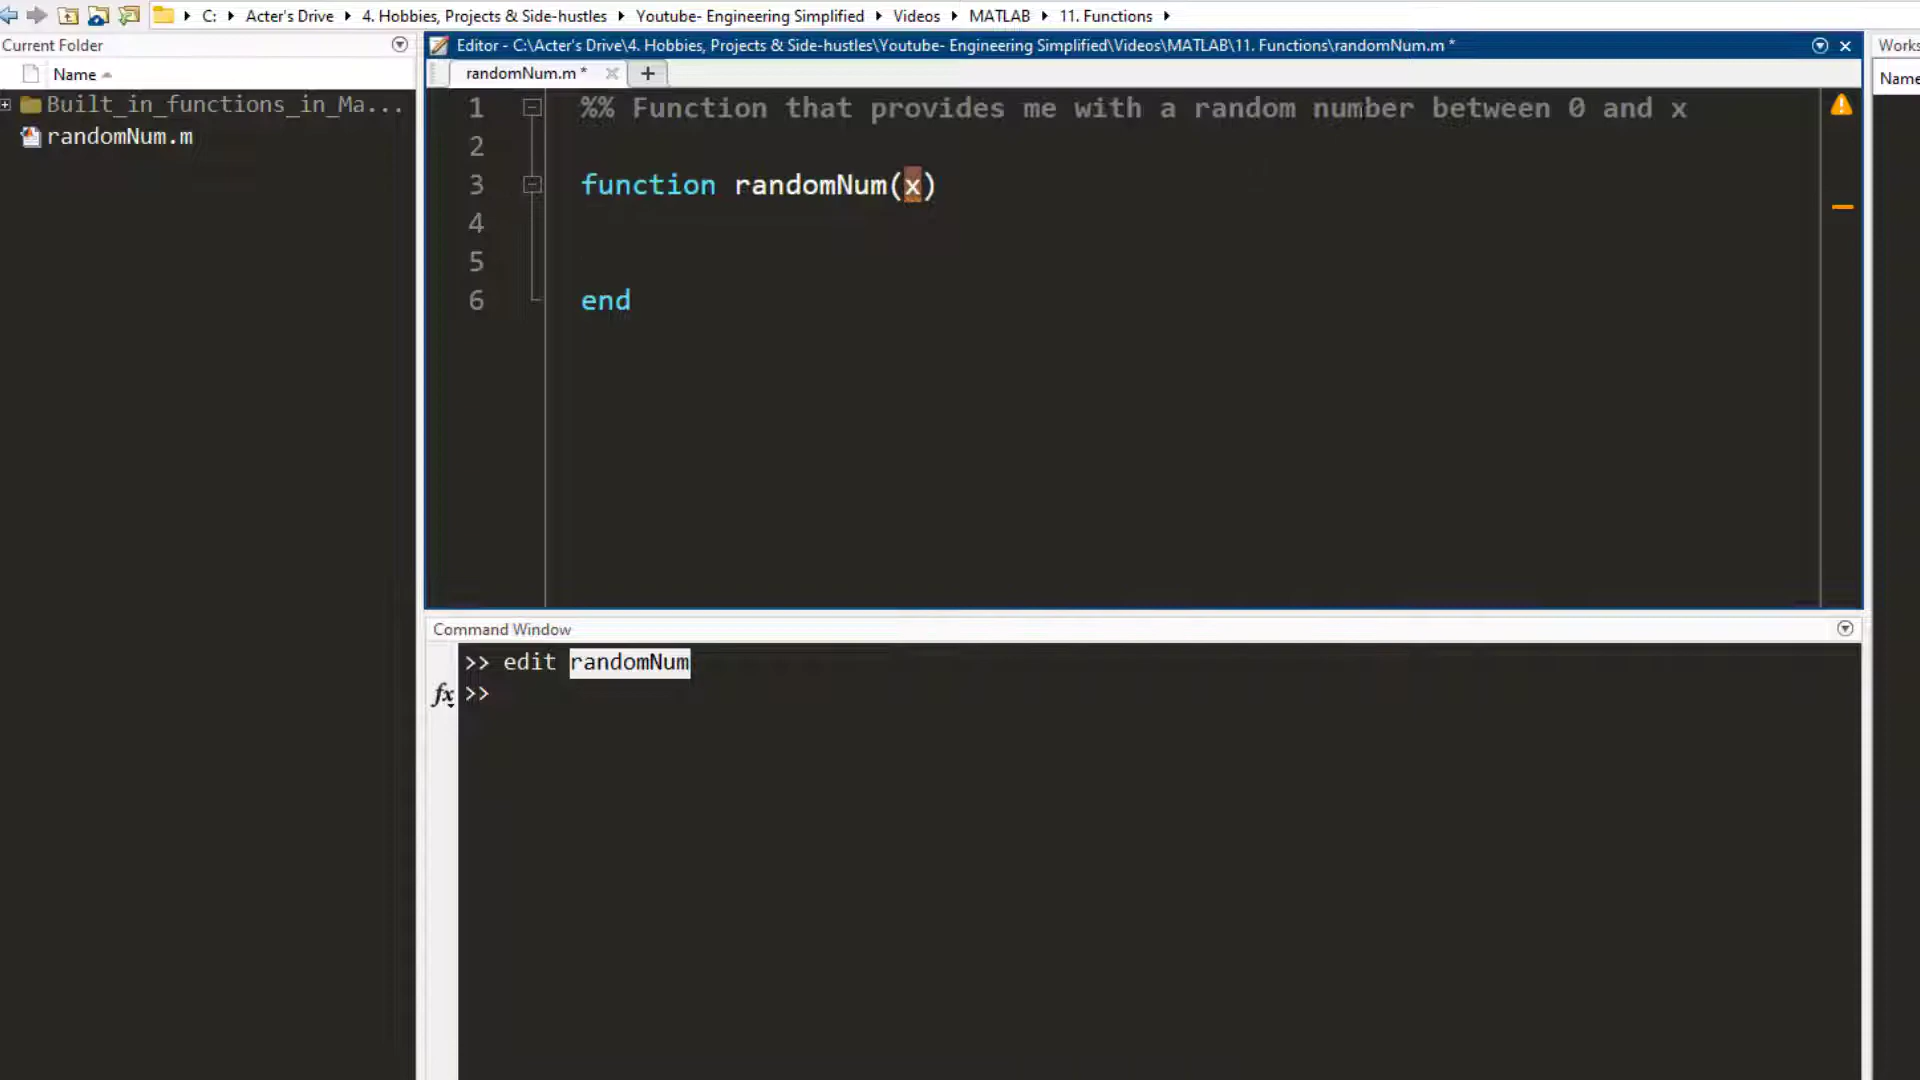 C: Acter's Drive 4. Hobbies, Projects & Side-hustles Youtube- Engineering Simplified Videos MATLAB 11. Functions
Current Folder
Name
Built_in_functions_in_Ma...
randomNum.m
Editor - C:\Acter's Drive\4. Hobbies, Projects & Side-hustles\Youtube- Engineering Simplified\Videos\MATLAB\11. Functions\randomNum.m *
randomNum.m *
1 %% Function that provides me with a random number between 0 and x
2
3 function randomNum(x)
4
5
6 end
Command Window
>> edit randomNum
fx >>
Works
Name